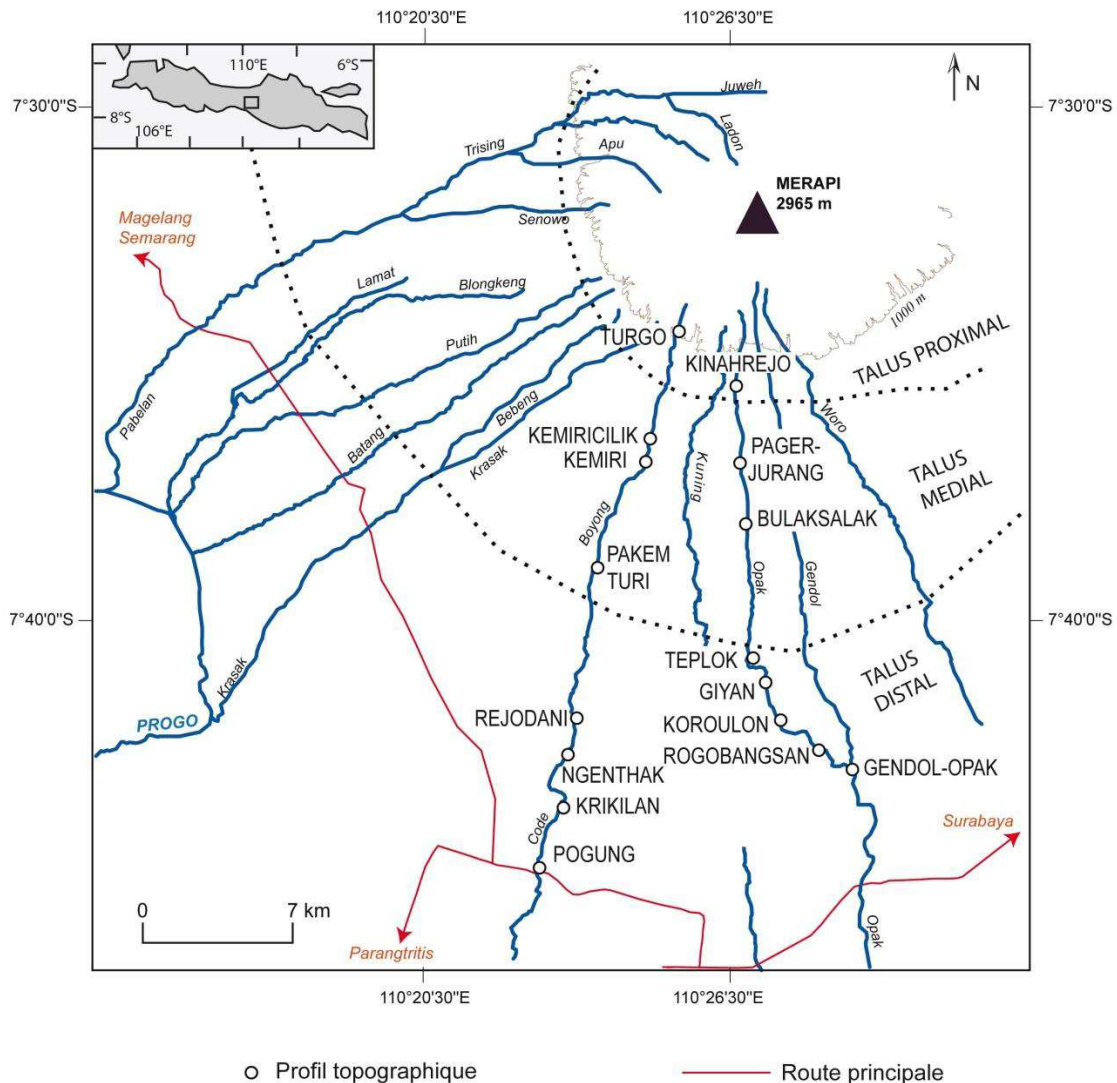 110°20'30''E
110°26'30''E
110°E
6°S
8°S
106°E
N
7°30'0''S
7°30'0''S
Juweh
Ladon
Trising
Apu
MERAPI
2965 m
Senowo
Magelang
Semarang
Lamat
Blongkeng
1000 m
Putih
TURGO
TALUS PROXIMAL
KINAHREJO
Pabelan
Bebeng
Woro
Batang
Krasak
KEMIRICILIK
KEMIRI
PAGER-
JURANG
Kuning
TALUS
MEDIAL
Boyong
BULAKSALAK
PAKEM
TURI
Opak
Gendol
7°40'0''S
7°40'0''S
TEPLOK
GIYAN
TALUS
DISTAL
Krasak
PROGO
REJODANI
KOROULON
ROGOBANGSAN
GENDOL-OPAK
NGENTHAK
KRIKILAN
Code
Surabaya
POGUNG
0
7 km
Parangtritis
Opak
110°20'30''E
110°26'30''E
Profil topographique
Route principale